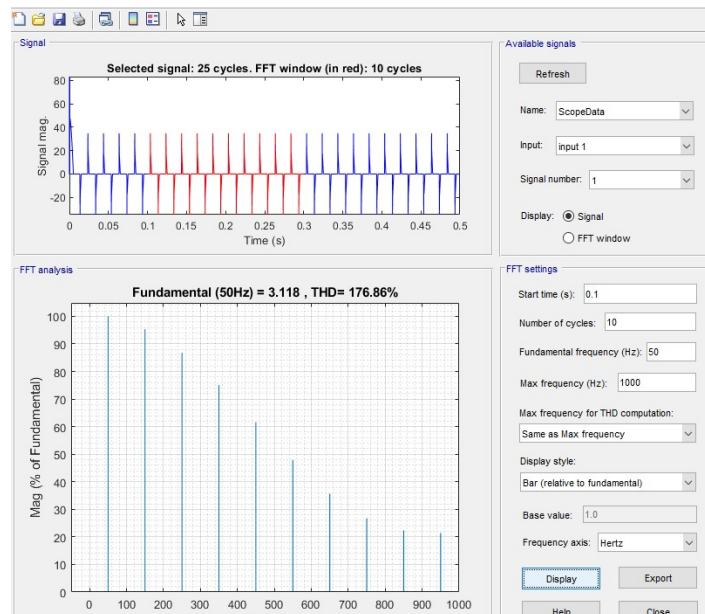 Signal
Selected signal: 25 cycles. FFT window (in red): 10 cycles
Signal mag.
80
60
40
20
0
-20
0 0.05 0.1 0.15 0.2 0.25 0.3 0.35 0.4 0.45 0.5
Time (s)
FFT analysis
Fundamental (50Hz) = 3.118 , THD= 176.86%
Mag (% of Fundamental)
100
90
80
70
60
50
40
30
20
10
0
0 100 200 300 400 500 600 700 800 900 1000
Available signals
Refresh
Name: ScopeData
Input: input 1
Signal number: 1
Display: Signal
FFT window
FFT settings
Start time (s): 0.1
Number of cycles: 10
Fundamental frequency (Hz): 50
Max frequency (Hz): 1000
Max frequency for THD computation:
Same as Max frequency
Display style:
Bar (relative to fundamental)
Base value: 1.0
Frequency axis: Hertz
Display Export
Help Close